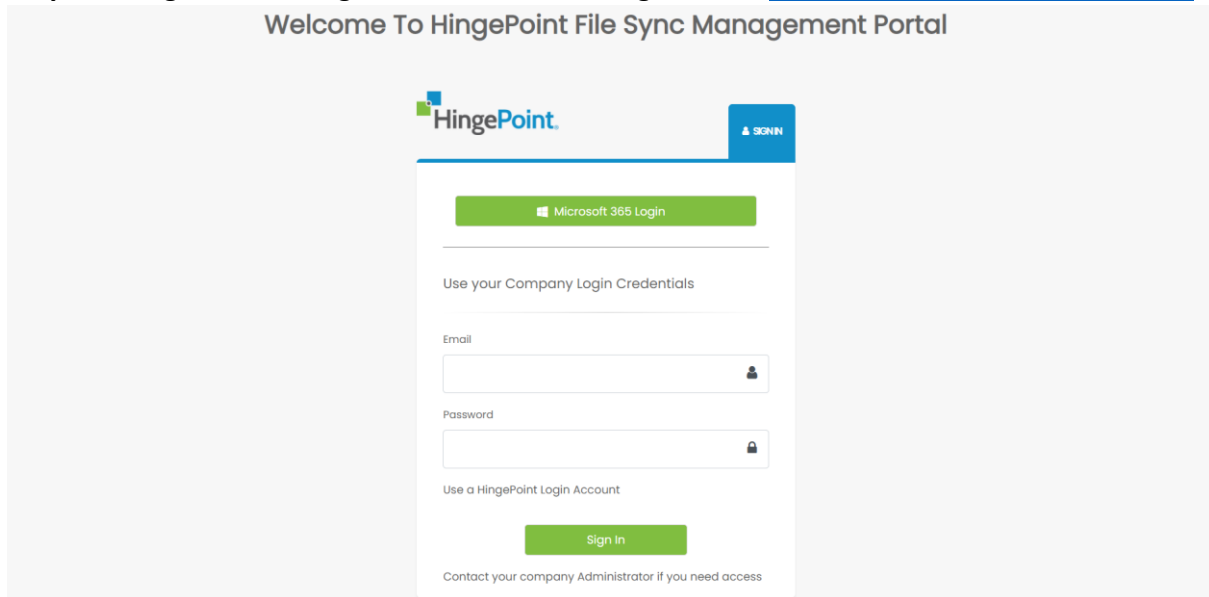 Welcome To HingePoint File Sync Management Portal
HingePoint.
SIGN IN
Microsoft 365 Login
Use your Company Login Credentials
Email
Password
Use a HingePoint Login Account
Sign In
Contact your company Administrator if you need access